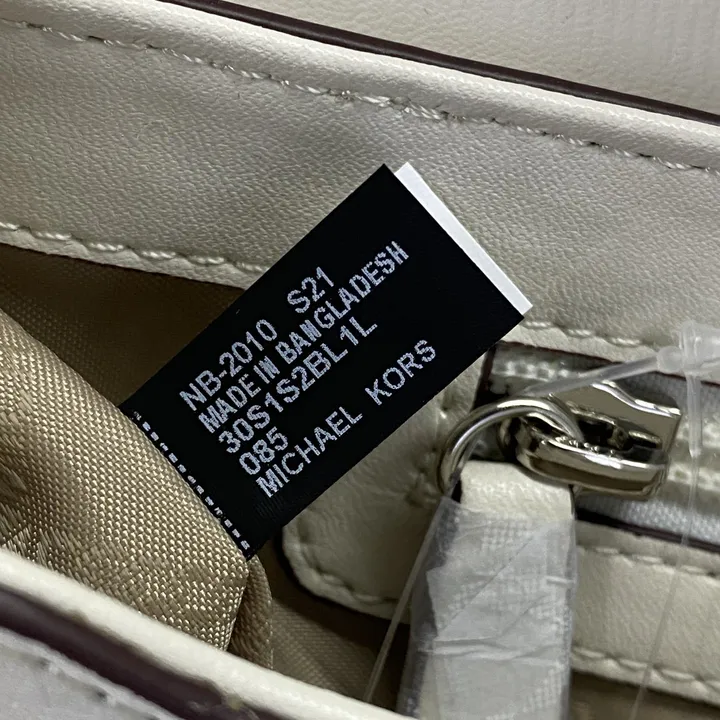 NB-2010 S21
MADE IN BANGLADESH
30S1S2BL1L
085
MICHAEL KORS